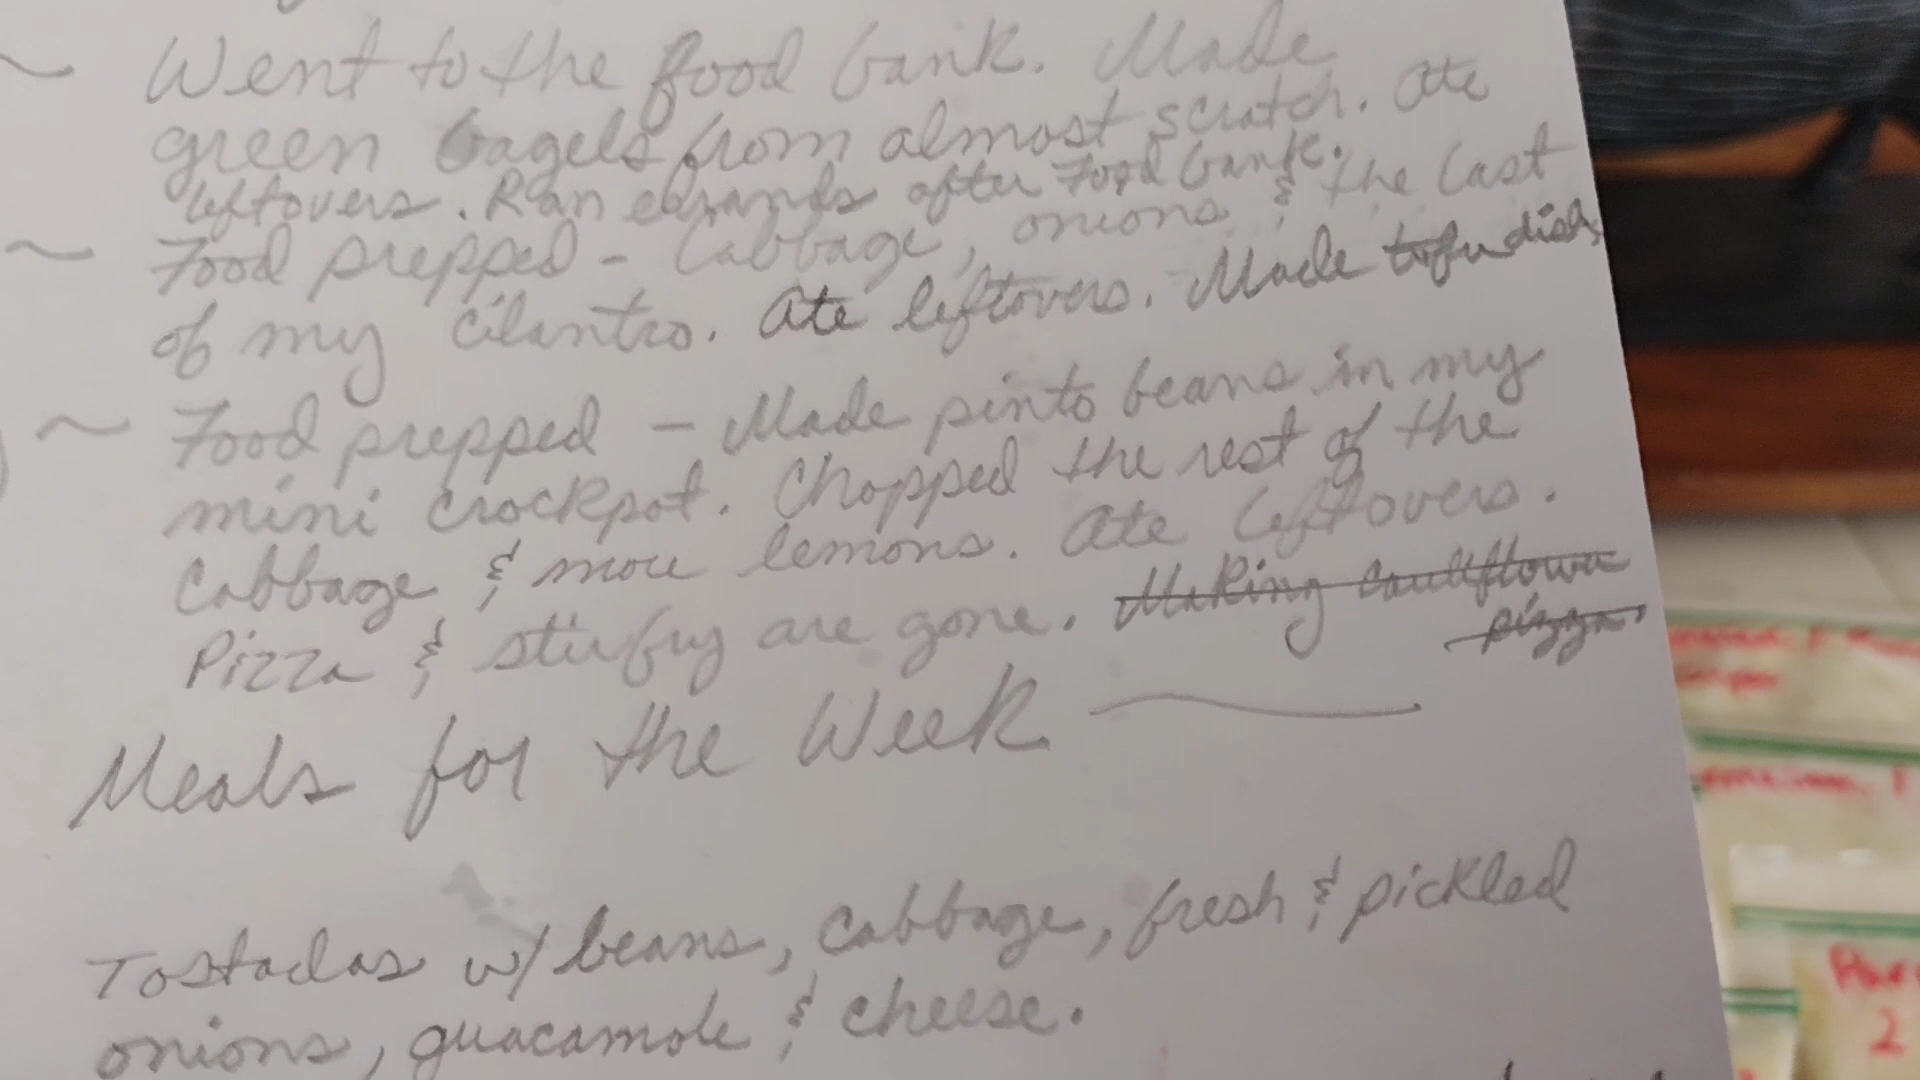 ~ Went to the food bank. Made
green bagels from almost scratch. Ate
leftovers. Ran errands after Food bank.
~ Food prepped - Cabbage, onions & the last
of my cilantro. Ate leftovers. Made tofu dish
~ Food prepped - Made pinto beans in my
mini crockpot. Chopped the rest of the
Cabbage & more lemons. Ate leftovers.
Pizza & stirfry are gone. Making Cauliflower
pizza
Meals for the Week
Tostadas w/ beans, cabbage, fresh & pickled
onions, guacamole & cheese.
2